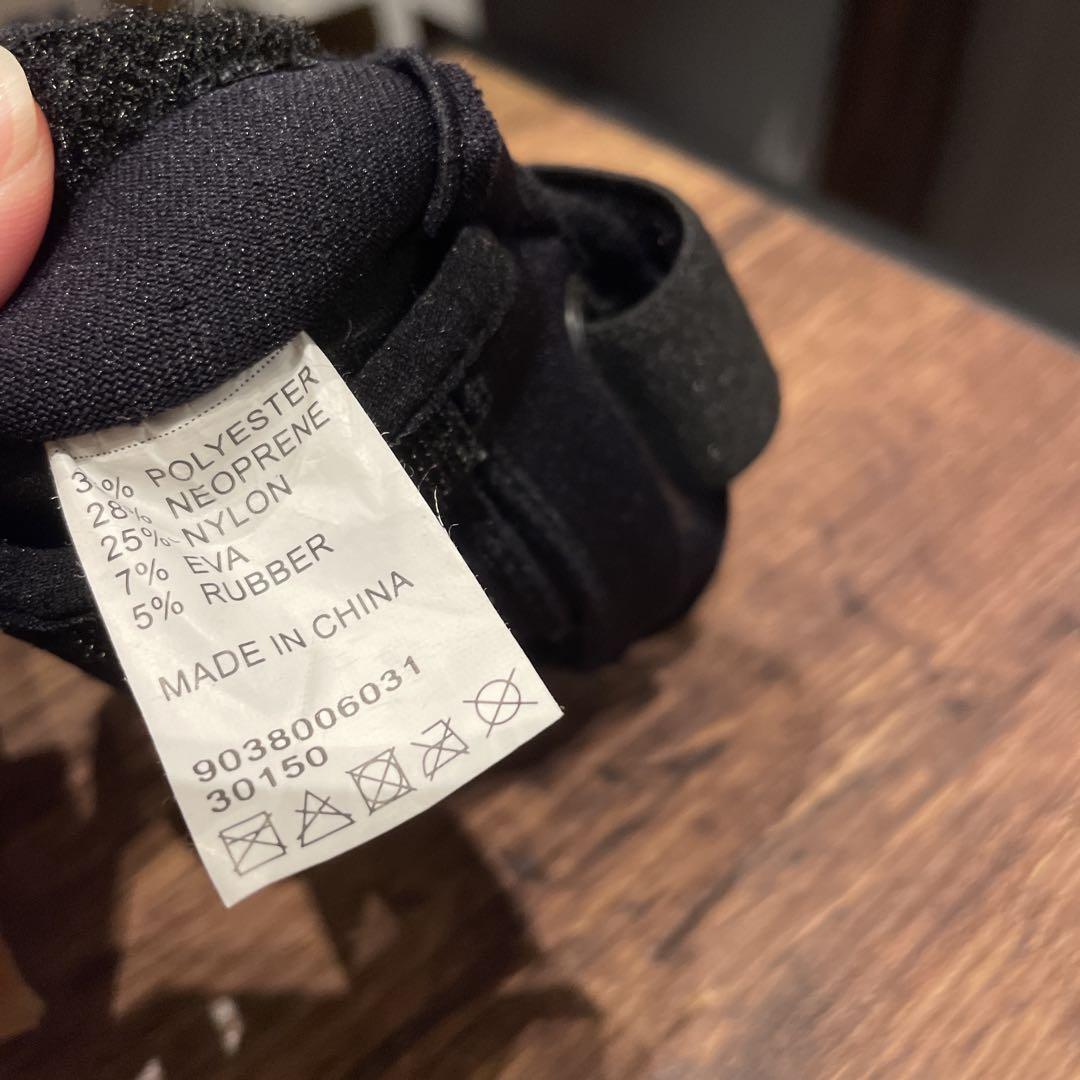 3 % POLYESTER
28% NEOPRENE
25% NYLON
7% EVA
5% RUBBER
MADE IN CHINA
9038006031
30150